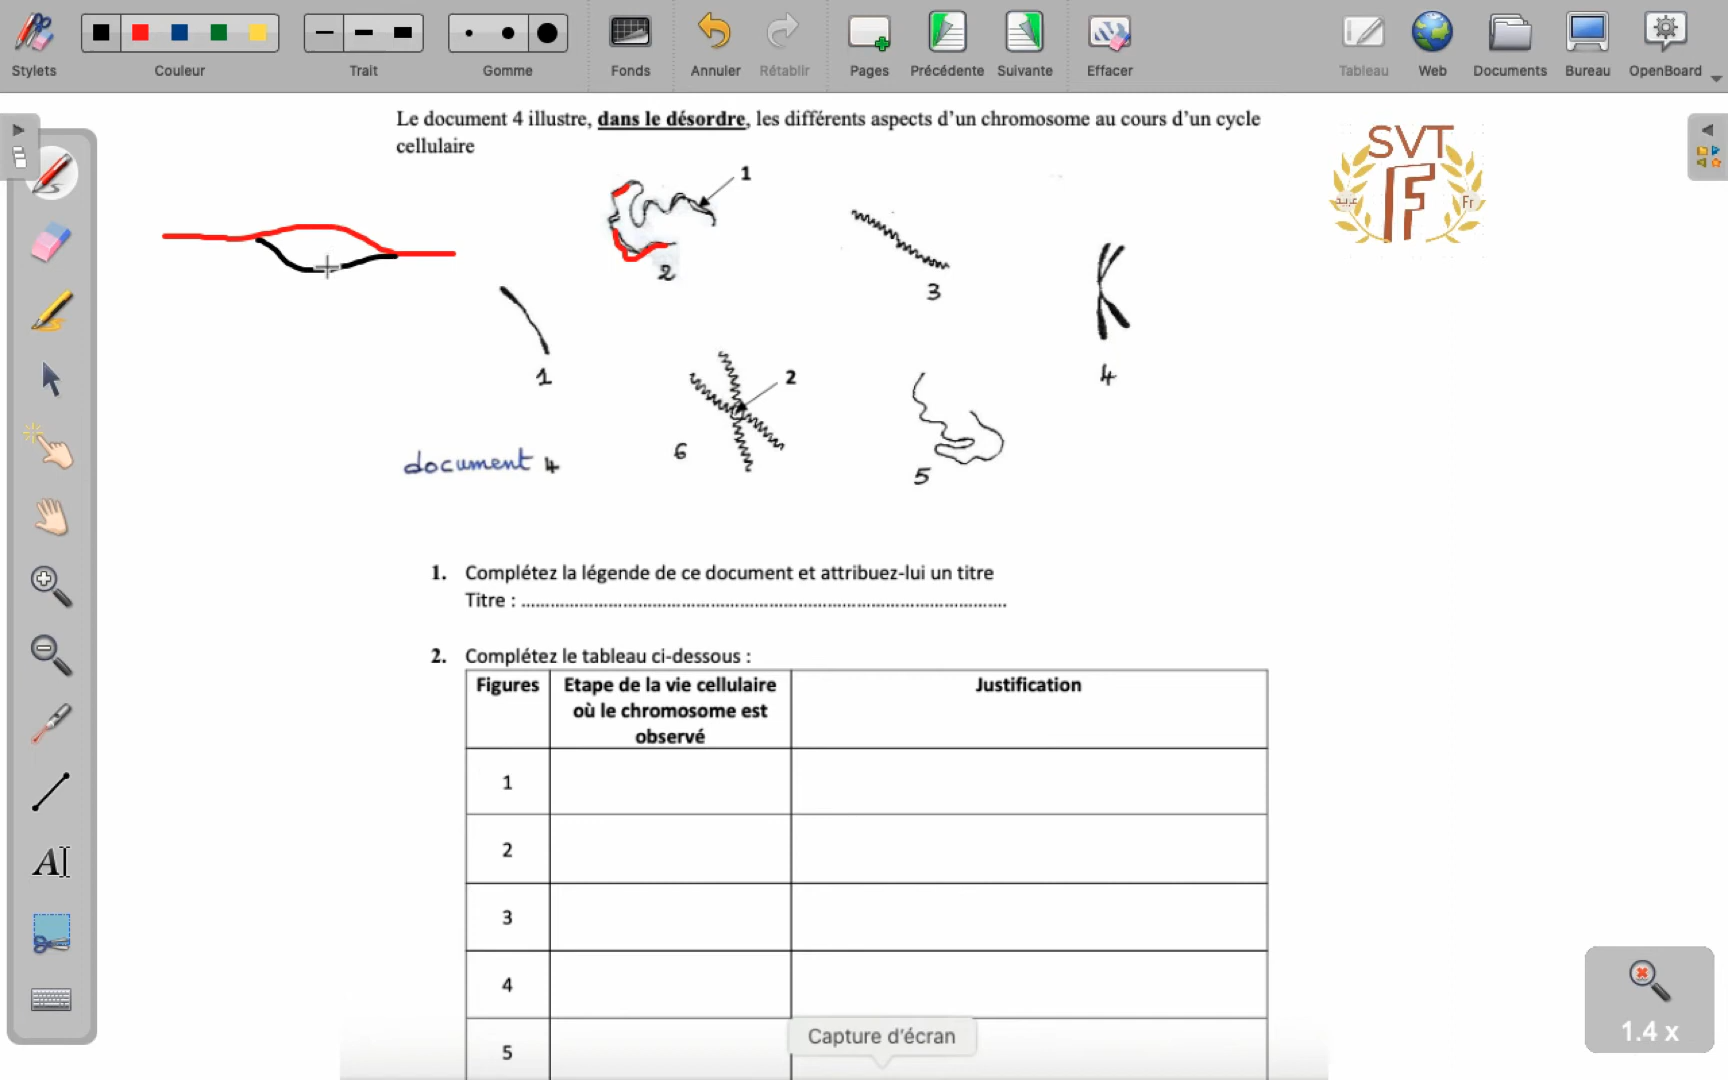 Stylets
Couleur
Trait
Gomme
Fonds
Annuler
Rétablir
Pages
Précédente
Suivante
Effacer
Tableau
Web
Documents
Bureau
OpenBoard
Le document 4 illustre, dans le désordre, les différents aspects d'un chromosome au cours d'un cycle
cellulaire
SVT
عربية
Fr
1
2
3
1
4
2
6
5
document 4
1. Complétez la légende de ce document et attribuez-lui un titre
Titre : ............................................................
2. Complétez le tableau ci-dessous :
Figures
Etape de la vie cellulaire
où le chromosome est
observé
Justification
1
2
3
4
5
Capture d'écran
1.4 x